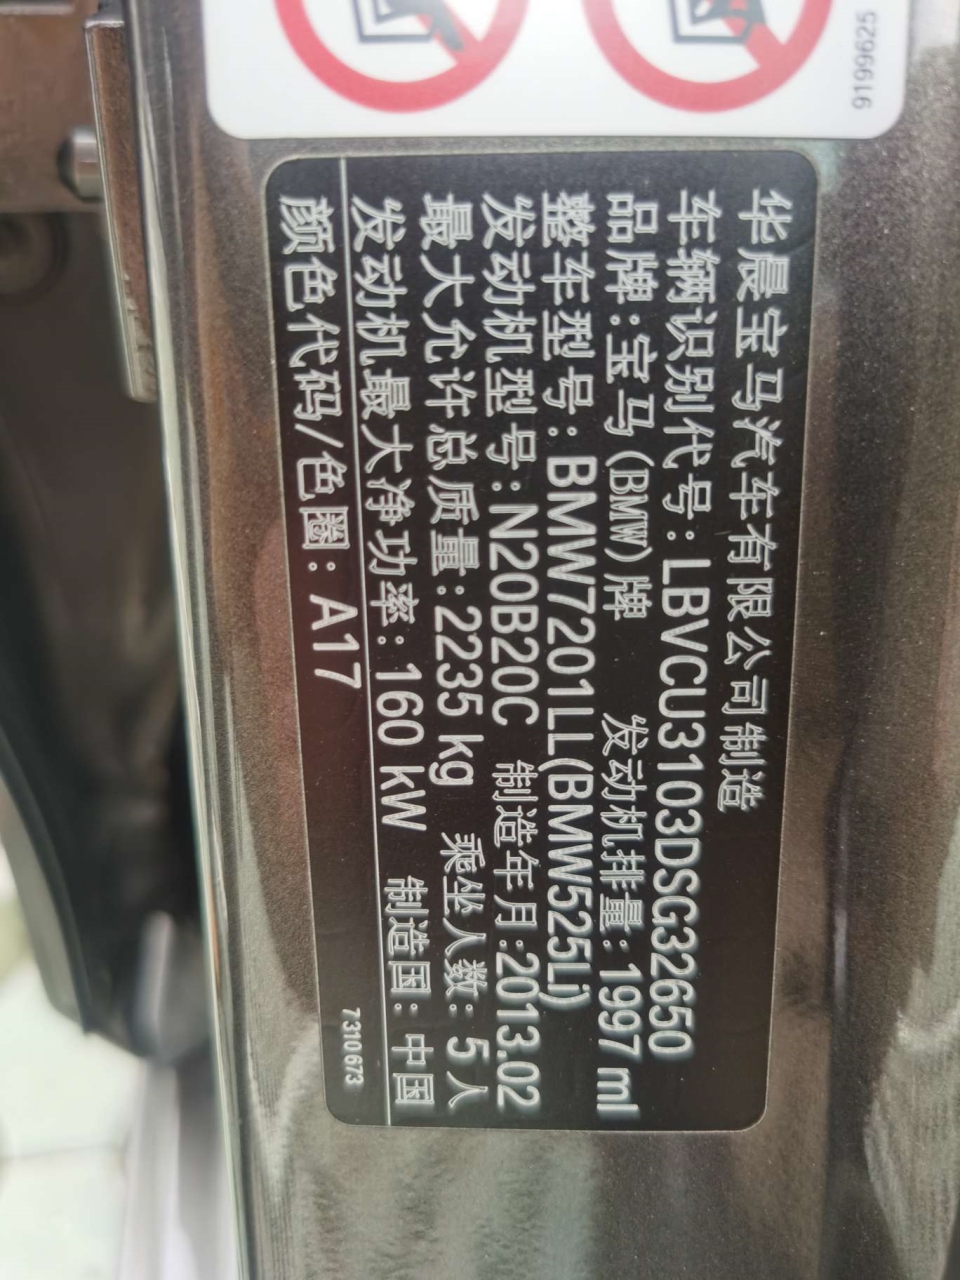 9199625
华晨宝马汽车有限公司制造
车辆识别代号：LBVCU3103DSG32650
品牌：宝马(BMW)牌 发动机排量：1997 ml
整车型号：BMW7201LL(BMW525Li)
发动机型号：N20B20C 制造年月：2013.02
最大允许总质量：2235 kg 乘坐人数：5人
发动机最大净功率：160 kW 制造国：中国
颜色代码/色圈：A17
7310673